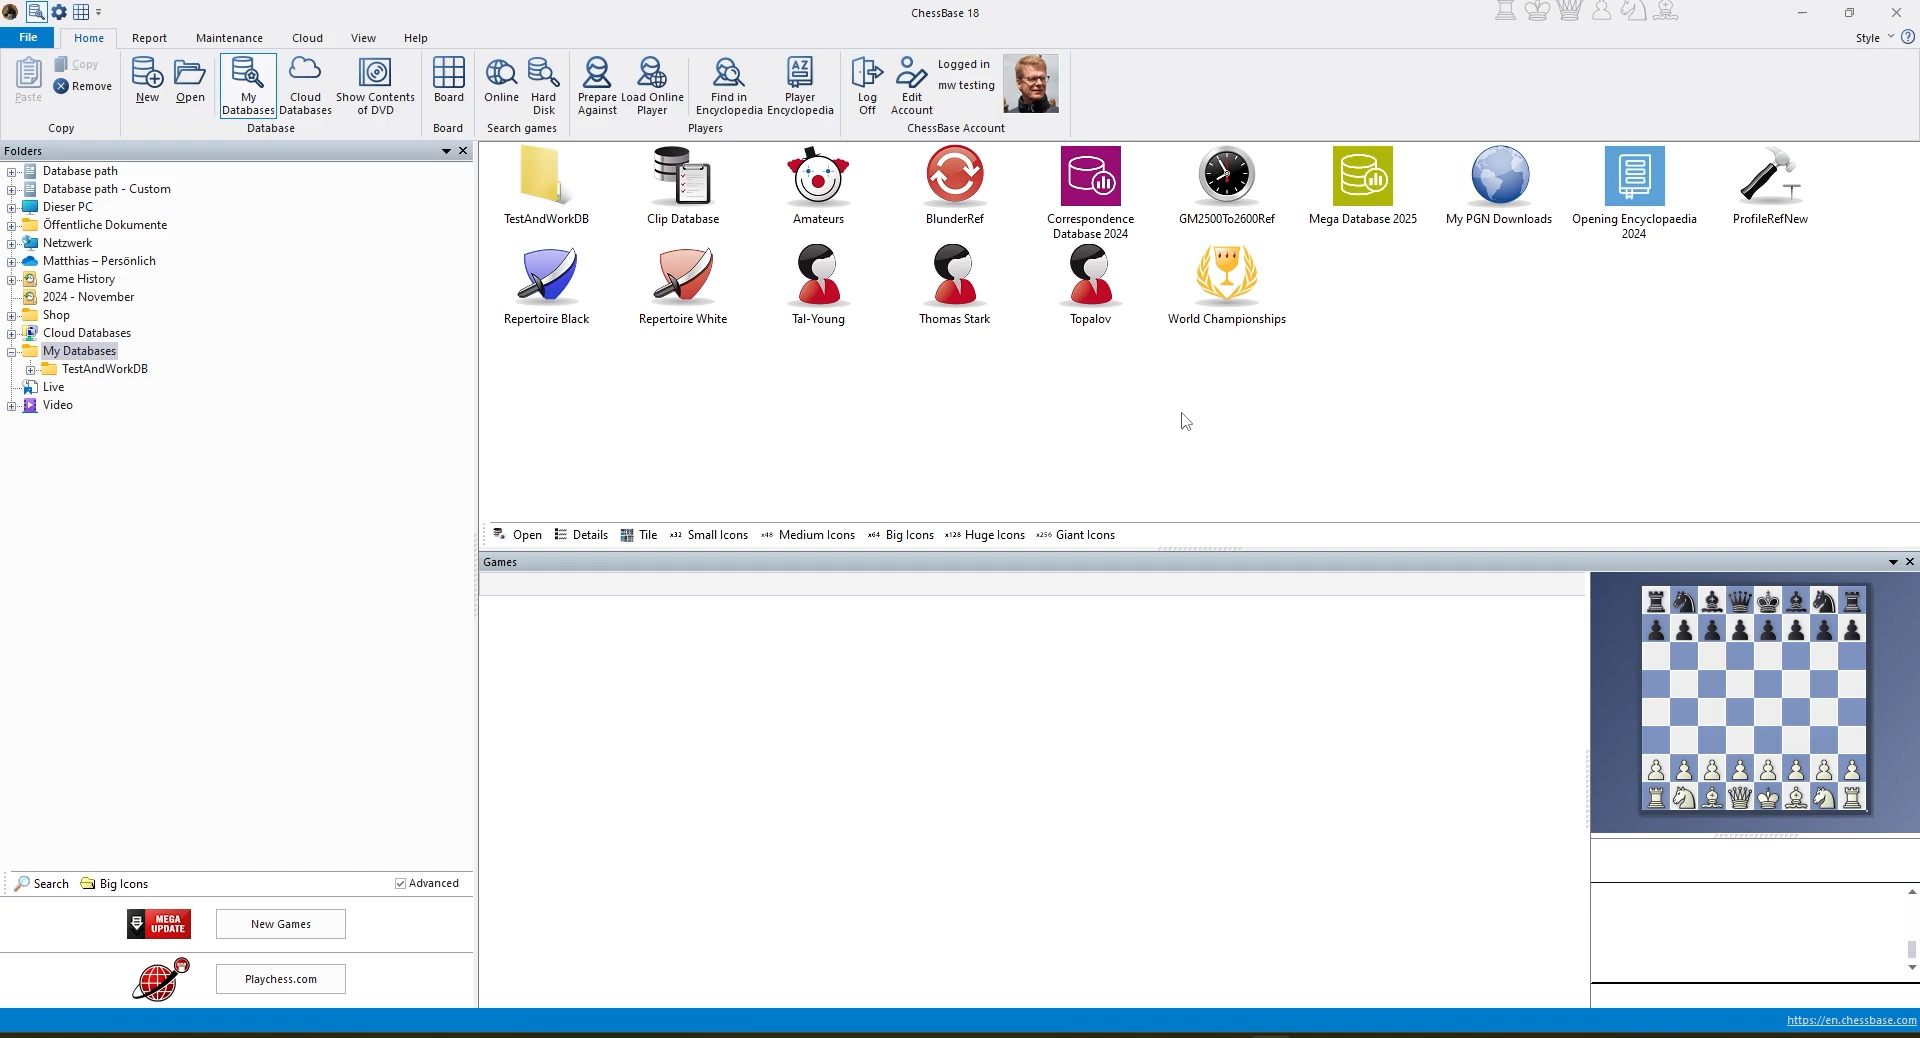 ChessBase 18
File Home Report Maintenance Cloud View Help Style
Paste Copy Remove
Copy
New Open My Databases Cloud Databases Show Contents of DVD
Database
Board
Board
Online Hard Disk
Search games
Prepare Against Load Online Player Find in Encyclopedia Player Encyclopedia
Players
Log Off Edit Account Logged in mw testing
ChessBase Account
Folders
Database path
Database path - Custom
Dieser PC
Öffentliche Dokumente
Netzwerk
Matthias – Persönlich
Game History
2024 - November
Shop
Cloud Databases
My Databases
TestAndWorkDB
Live
Video
Search Big Icons Advanced
MEGA UPDATE
New Games
Playchess.com
TestAndWorkDB
Clip Database
Amateurs
BlunderRef
Correspondence Database 2024
GM2500To2600Ref
Mega Database 2025
My PGN Downloads
Opening Encyclopaedia 2024
ProfileRefNew
Repertoire Black
Repertoire White
Tal-Young
Thomas Stark
Topalov
World Championships
Open Details Tile x32 Small Icons x48 Medium Icons x64 Big Icons x128 Huge Icons x256 Giant Icons
Games
https://en.chessbase.com